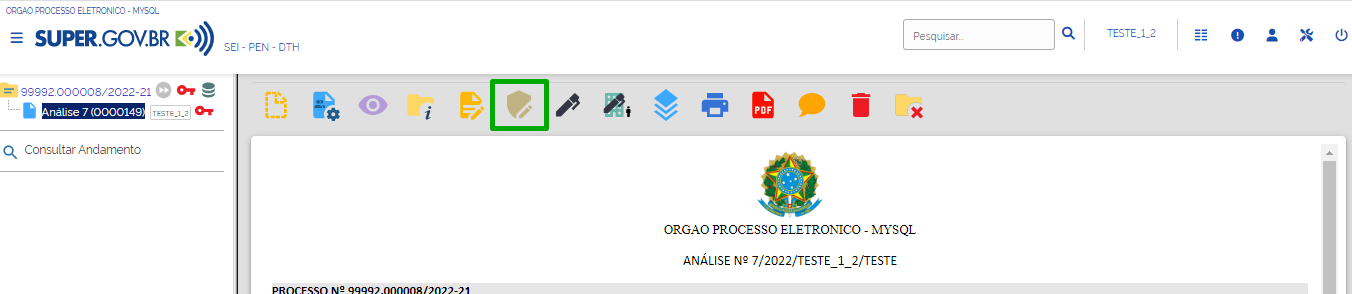 ORGAO PROCESSO ELETRONICO - MYSQL
SUPER.GOV.BR SEI - PEN - DTH
Pesquisar..
TESTE_1_2
99992.000008/2022-21
Análise 7 (0000149) TESTE_1_2
Consultar Andamento
i
PDF
ORGAO PROCESSO ELETRONICO - MYSQL
ANÁLISE Nº 7/2022/TESTE_1_2/TESTE
PROCESSO Nº 99992.000008/2022-21